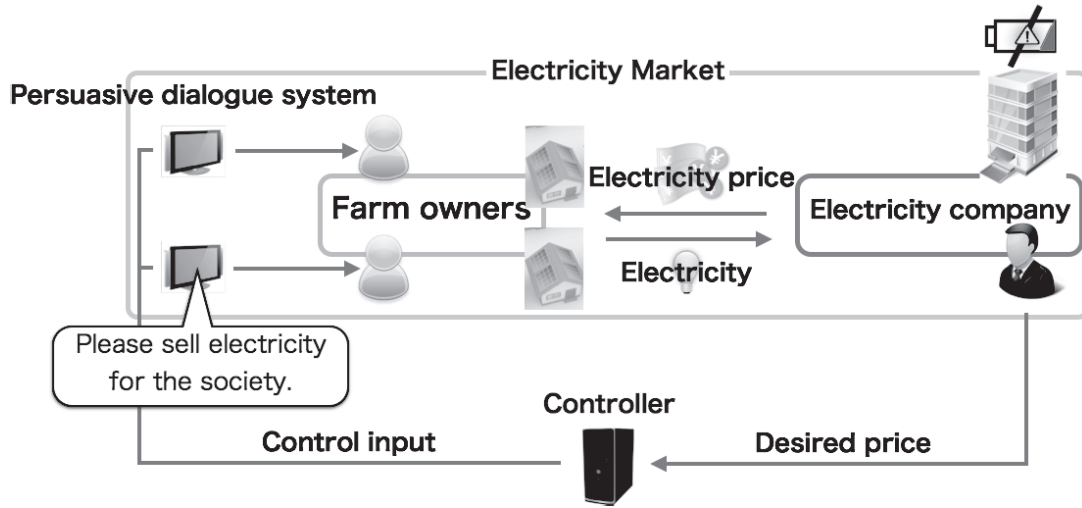 Electricity Market
Persuasive dialogue system
Electricity price
Farm owners
Electricity company
Electricity
Please sell electricity
for the society.
Controller
Control input
Desired price